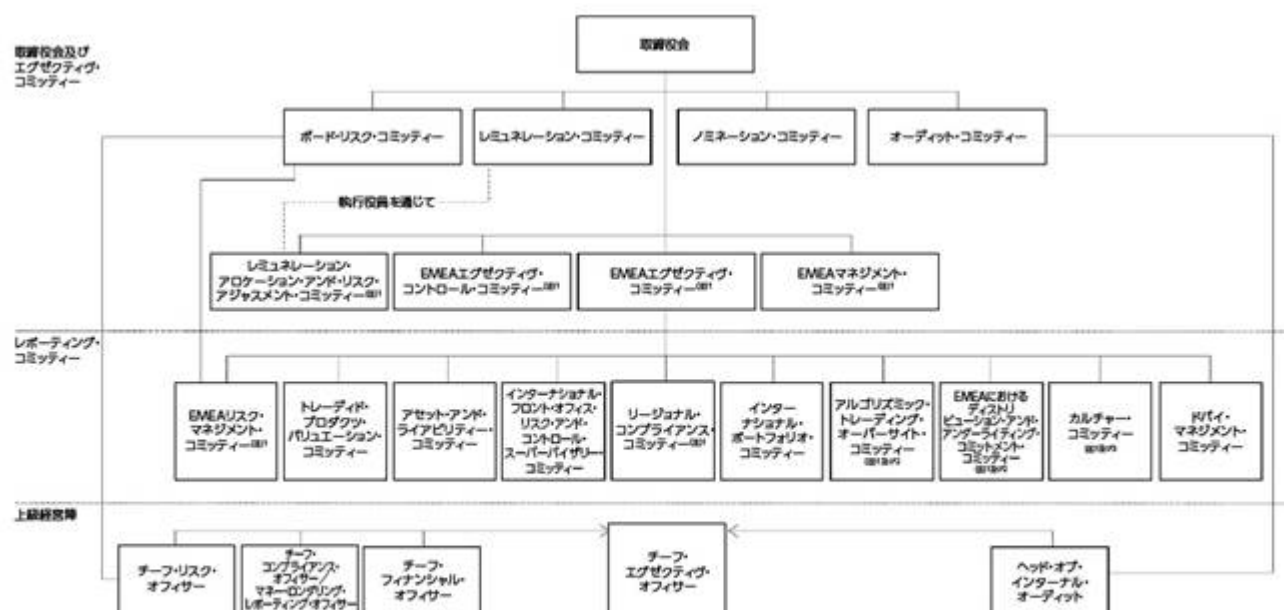 取締役会及び
エグゼクティヴ・
コミッティー
取締役会
ボード・リスク・コミッティー
レミュネレーション・コミッティー
ノミネーション・コミッティー
オーディット・コミッティー
執行役員を通じて
レミュネレーション・
アロケーション・アンド・リスク・
アジャスメント・コミッティー
EMEAエグゼクティヴ・
コントロール・コミッティー
EMEAエグゼクティヴ・
コミッティー
EMEAマネジメント・
コミッティー
レポーティング・
コミッティー
EMEAリスク・
マネジメント・
コミッティー
トレーディド・
プロダクツ・
バリュエーション・
コミッティー
アセット・アンド・
ライアビリティー・
コミッティー
インターナショナル・
フロント・オフィス・
リスク・アンド・
コントロール・
スーパーバイザリー・
コミッティー
リージョナル・
コンプライアンス・
コミッティー
インター
ナショナル・
ポートフォリオ・
コミッティー
アルゴリズミック・
トレーディング・
オーバーサイト・
コミッティー
EMEAにおける
ディストリ
ビューション・アンド・
アンダーライティング・
コミットメント・
コミッティー
カルチャー・
コミッティー
ドバイ・
マネジメント・
コミッティー
上級経営陣
チーフ・リスク・
オフィサー
チーフ・
コンプライアンス・
オフィサー/
マネー・ロンダリング・
レポーティング・オフィサー
チーフ・
フィナンシャル・
オフィサー
チーフ・
エグゼクティヴ・
オフィサー
ヘッド・オブ・
インターナル・
オーディット